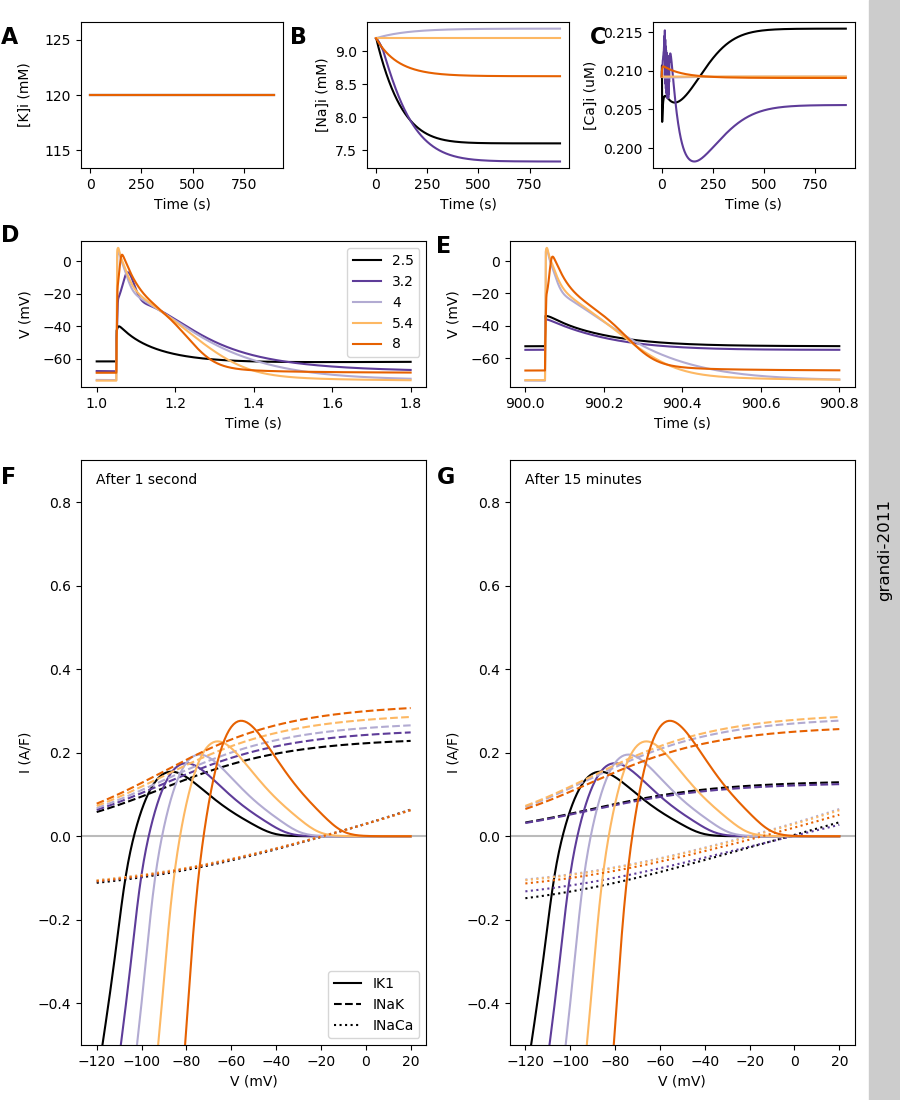 A
B
C
[K]i (mM)
125
120
115
0
250
500
750
Time (s)
[Na]i (mM)
9.0
8.5
8.0
7.5
0
250
500
750
Time (s)
[Ca]i (uM)
0.215
0.210
0.205
0.200
0
250
500
750
Time (s)
D
V (mV)
0
−20
−40
−60
2.5
3.2
4
5.4
8
1.0
1.2
1.4
1.6
1.8
Time (s)
E
V (mV)
0
−20
−40
−60
900.0
900.2
900.4
900.6
900.8
Time (s)
F
After 1 second
I (A/F)
0.8
0.6
0.4
0.2
0.0
−0.2
−0.4
IK1
INaK
INaCa
−120
−100
−80
−60
−40
−20
0
20
V (mV)
G
After 15 minutes
I (A/F)
0.8
0.6
0.4
0.2
0.0
−0.2
−0.4
−120
−100
−80
−60
−40
−20
0
20
V (mV)
grandi-2011